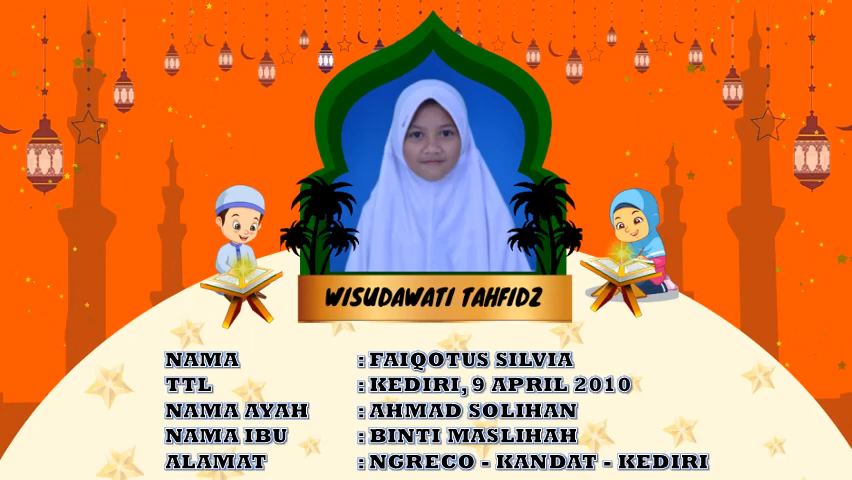 WISUDAWATI TAHFIDZ
NAMA : FAIQOTUS SILVIA
TTL : KEDIRI, 9 APRIL 2010
NAMA AYAH : AHMAD SOLIHAN
NAMA IBU : BINTI MASLIHAH
ALAMAT : NGRECO - KANDAT - KEDIRI